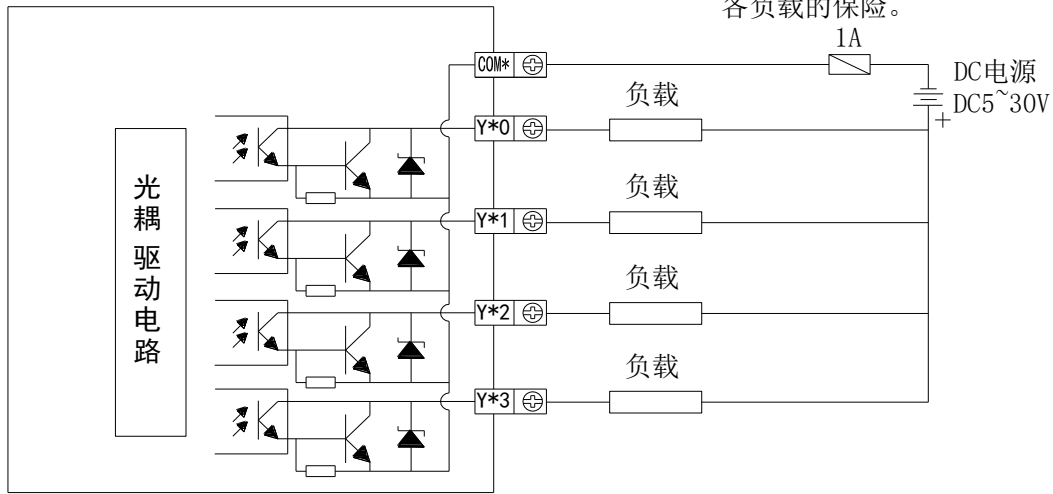 各负载的保险。
1A
COM*
DC电源
DC5~30V
+
负载
Y*0
负载
Y*1
光耦驱动电路
负载
Y*2
负载
Y*3